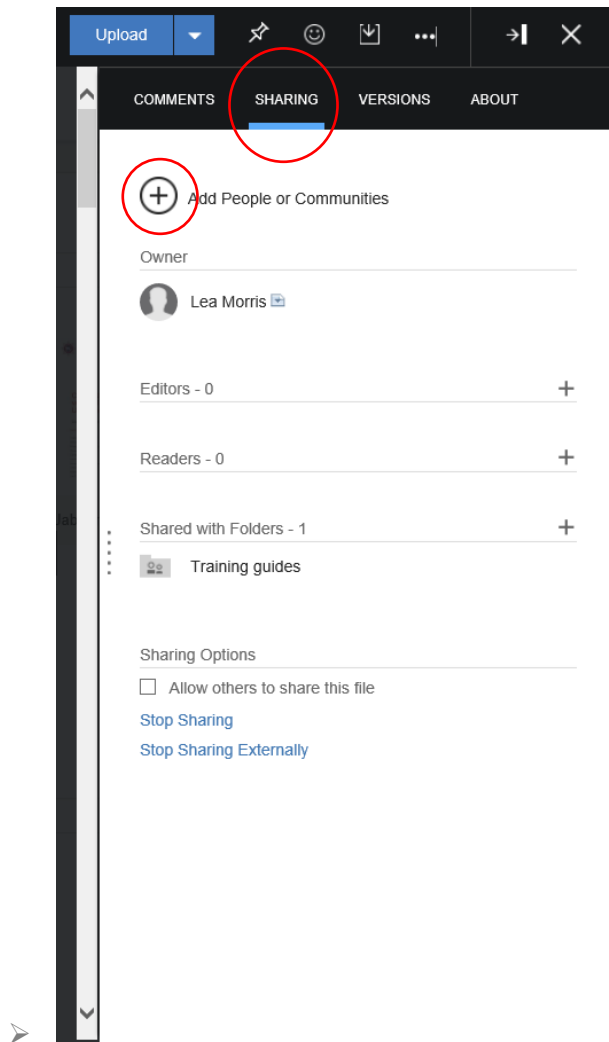 Upload
COMMENTS SHARING VERSIONS ABOUT
Add People or Communities
Owner
Lea Morris
Editors - 0
Readers - 0
Shared with Folders - 1
Training guides
Sharing Options
Allow others to share this file
Stop Sharing
Stop Sharing Externally